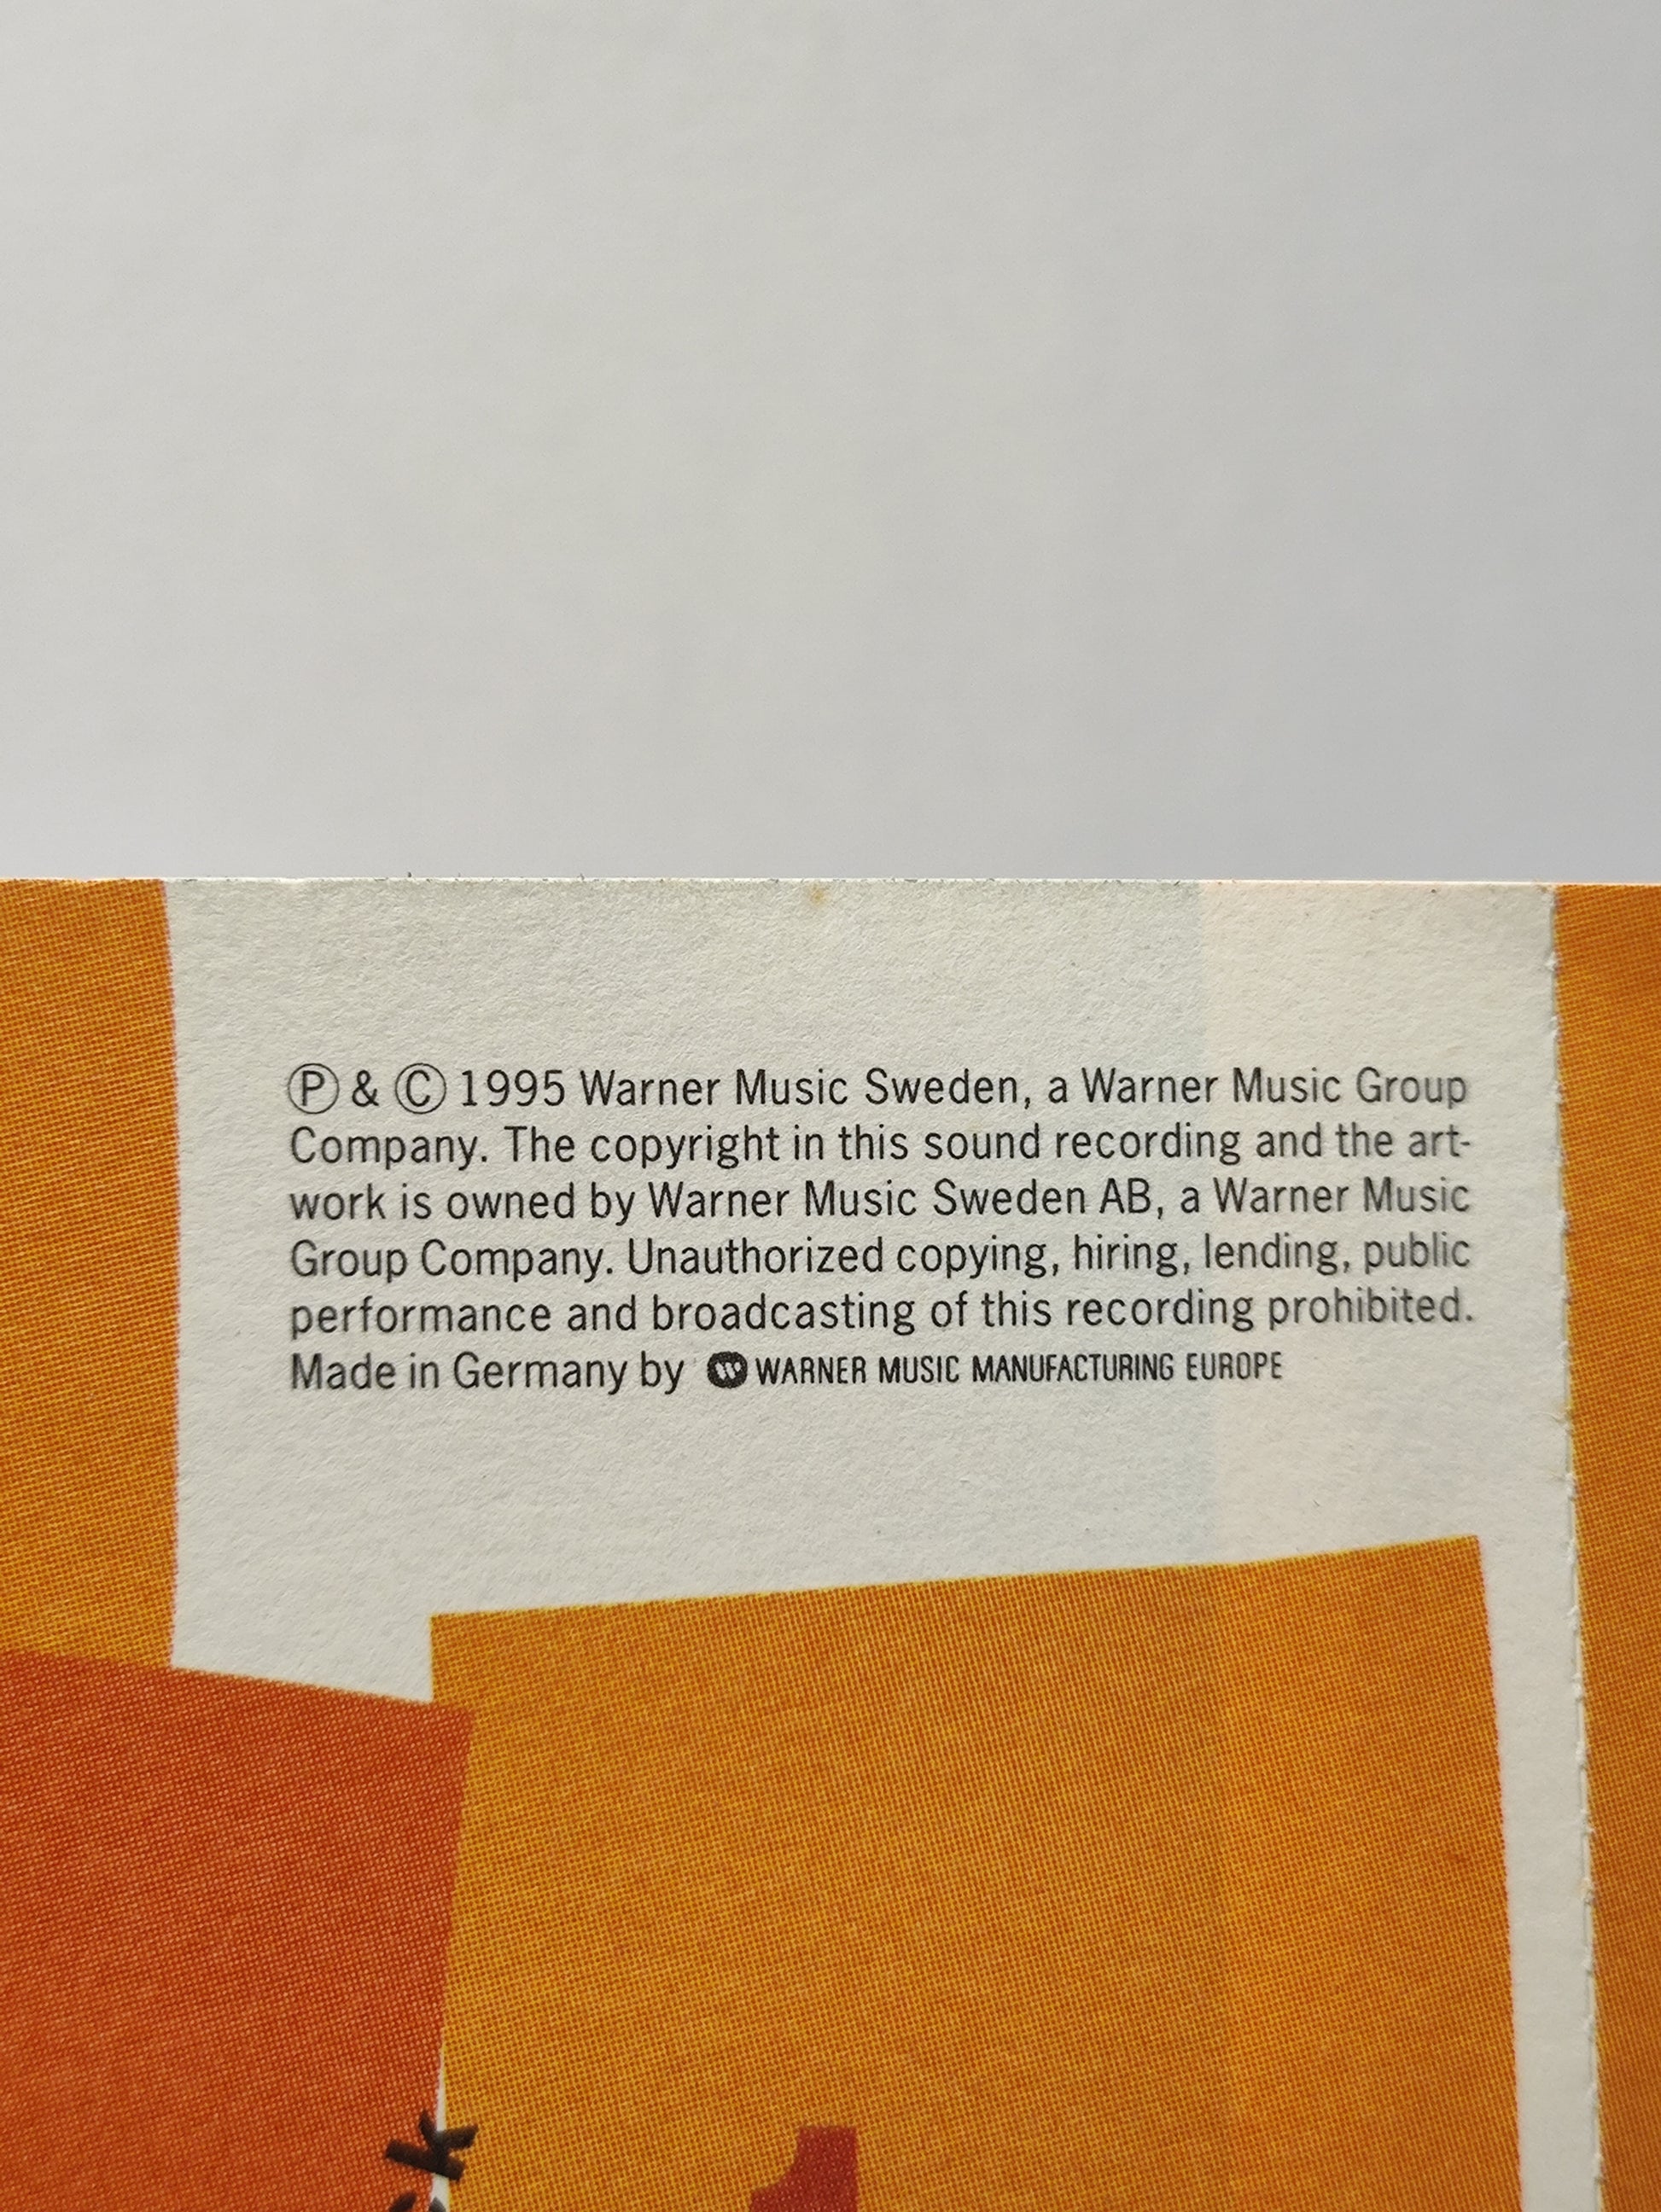 Ⓟ & Ⓒ 1995 Warner Music Sweden, a Warner Music Group
Company. The copyright in this sound recording and the art-
work is owned by Warner Music Sweden AB, a Warner Music
Group Company. Unauthorized copying, hiring, lending, public
performance and broadcasting of this recording prohibited.
Made in Germany by WARNER MUSIC MANUFACTURING EUROPE
K
1